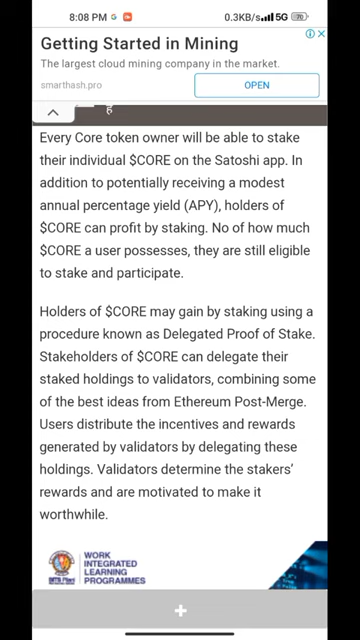 8:08 PM G
0.3KB/s 5G 70
Getting Started in Mining
The largest cloud mining company in the market.
smarthash.pro
OPEN
Every Core token owner will be able to stake
their individual $CORE on the Satoshi app. In
addition to potentially receiving a modest
annual percentage yield (APY), holders of
$CORE can profit by staking. No of how much
$CORE a user possesses, they are still eligible
to stake and participate.
Holders of $CORE may gain by staking using a
procedure known as Delegated Proof of Stake.
Stakeholders of $CORE can delegate their
staked holdings to validators, combining some
of the best ideas from Ethereum Post-Merge.
Users distribute the incentives and rewards
generated by validators by delegating these
holdings. Validators determine the stakers'
rewards and are motivated to make it
worthwhile.
WORK
INTEGRATED
LEARNING
PROGRAMMES